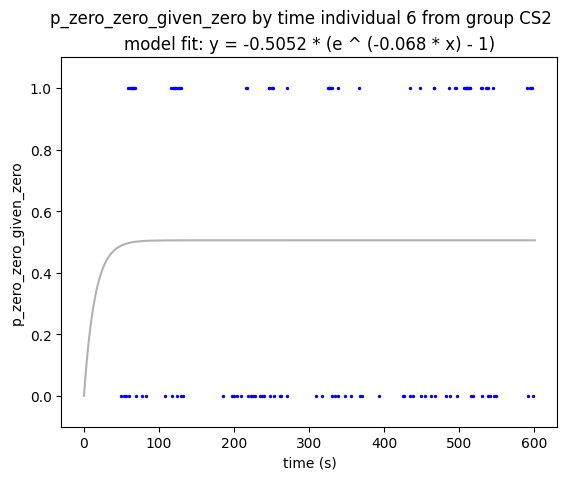 p_zero_zero_given_zero by time individual 6 from group CS2
model fit: y = -0.5052 * (e ^ (-0.068 * x) - 1)
1.0
0.8
0.6
0.4
0.2
0.0
p_zero_zero_given_zero
0 100 200 300 400 500 600
time (s)